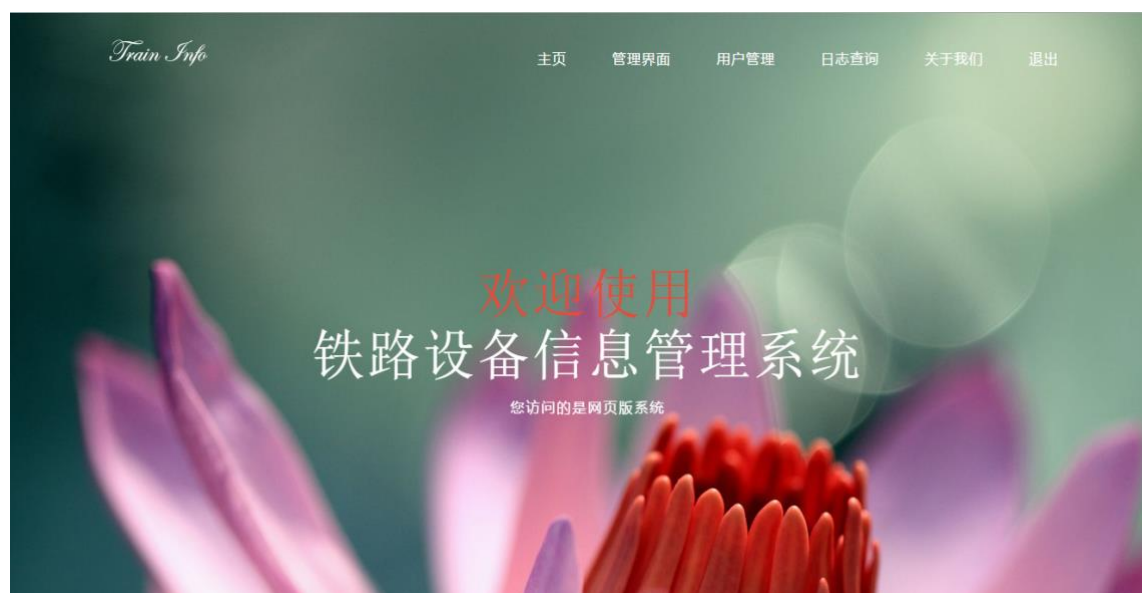 Train Info
主页 管理界面 用户管理 日志查询 关于我们 退出
欢迎使用
铁路设备信息管理系统
您访问的是网页版系统